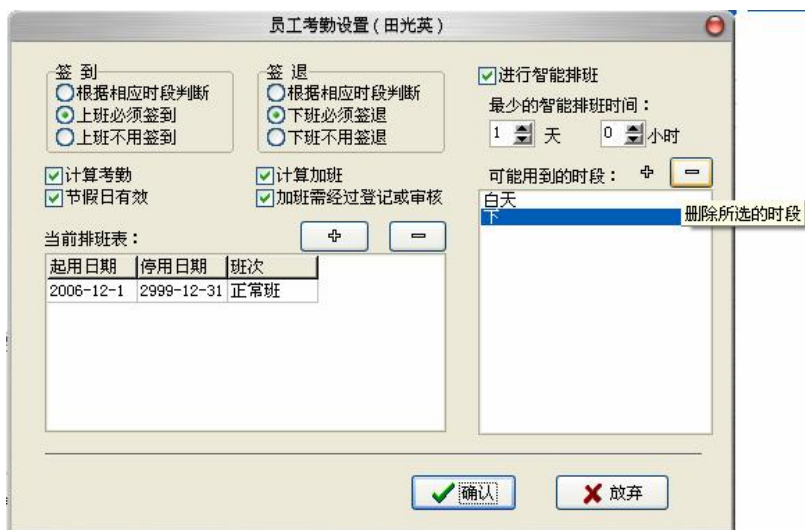 员工考勤设置(田光英)
签 到
根据相应时段判断
上班必须签到
上班不用签到
签 退
根据相应时段判断
下班必须签退
下班不用签退
计算考勤
节假日有效
计算加班
加班需经过登记或审核
当前排班表:
起用日期 停用日期 班次
2006-12-1 2999-12-31 正常班
进行智能排班
最少的智能排班时间:
1 天 0 小时
可能用到的时段:
白天
下
删除所选的时段
确认
放弃